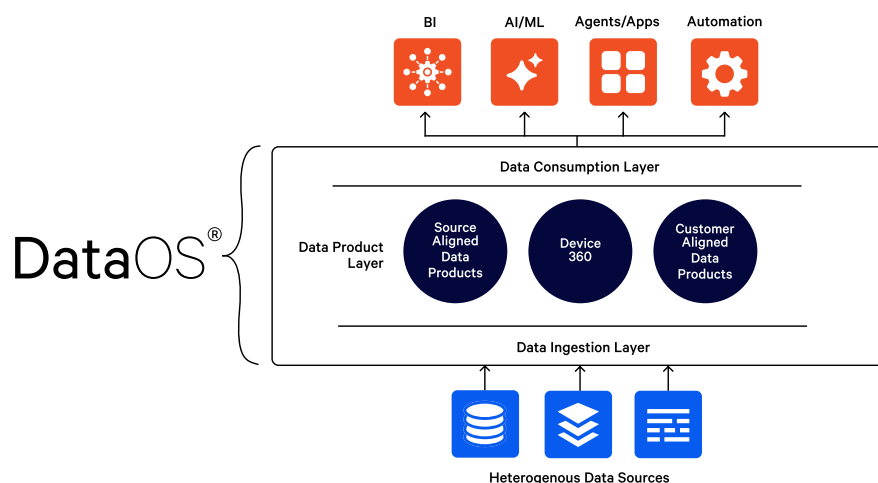 BI
AI/ML
Agents/Apps
Automation
Data Consumption Layer
DataOS®
Data Product
Layer
Source
Aligned
Data
Products
Device
360
Customer
Aligned
Data
Products
Data Ingestion Layer
Heterogenous Data Sources